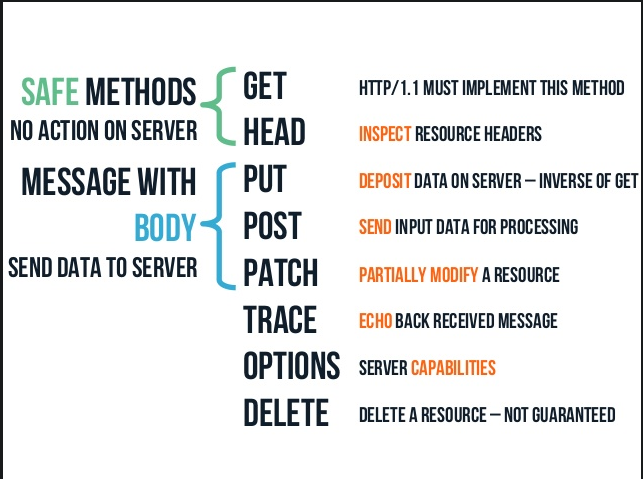 SAFE METHODS
NO ACTION ON SERVER
MESSAGE WITH
BODY
SEND DATA TO SERVER
GET HTTP/1.1 MUST IMPLEMENT THIS METHOD
HEAD INSPECT RESOURCE HEADERS
PUT DEPOSIT DATA ON SERVER – INVERSE OF GET
POST SEND INPUT DATA FOR PROCESSING
PATCH PARTIALLY MODIFY A RESOURCE
TRACE ECHO BACK RECEIVED MESSAGE
OPTIONS SERVER CAPABILITIES
DELETE DELETE A RESOURCE – NOT GUARANTEED